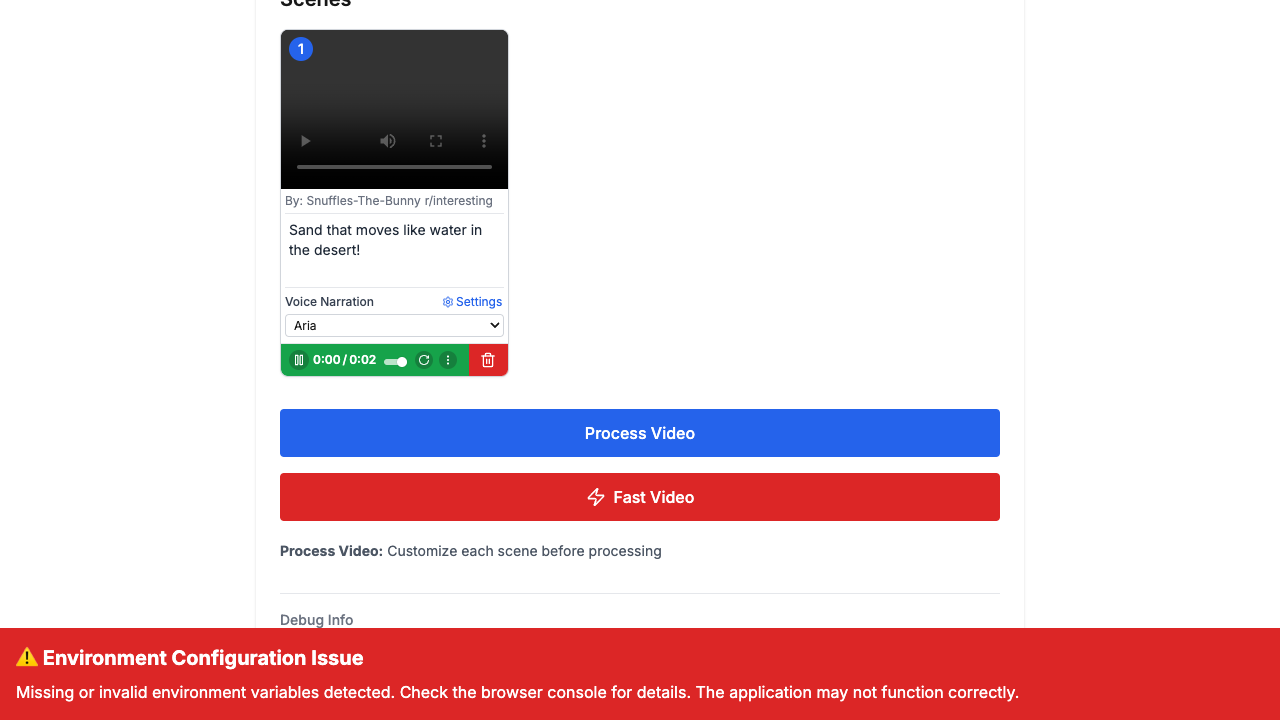 Scenes
1
By: Snuffles-The-Bunny r/interesting
Sand that moves like water in
the desert!
Voice Narration
Settings
Aria
0:00 / 0:02
Process Video
Fast Video
Process Video: Customize each scene before processing
Debug Info
⚠️ Environment Configuration Issue
Missing or invalid environment variables detected. Check the browser console for details. The application may not function correctly.